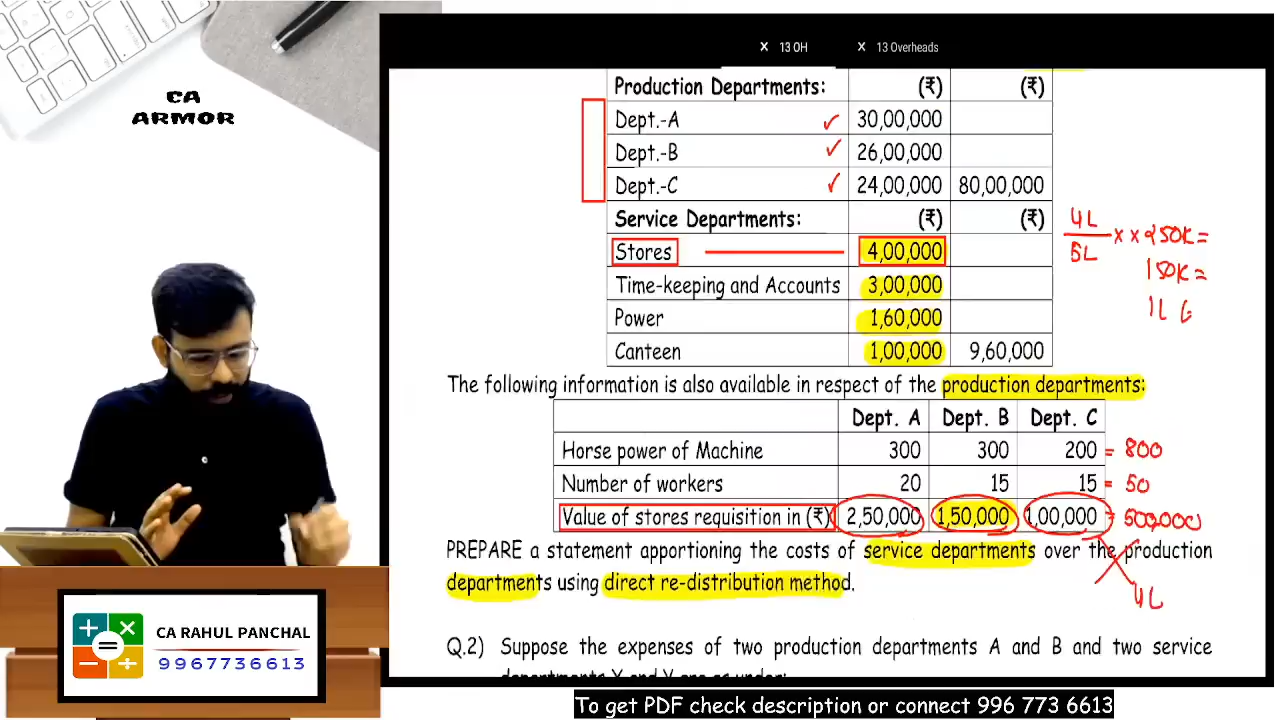 CA
ARMOR
× 13 OH × 13 Overheads
Production Departments: (₹) (₹)
Dept.-A 30,00,000
Dept.-B 26,00,000
Dept.-C 24,00,000 80,00,000
Service Departments: (₹) (₹)
Stores 4,00,000
Time-keeping and Accounts 3,00,000
Power 1,60,000
Canteen 1,00,000 9,60,000
4L
5L × × 250K =
150K =
1L
The following information is also available in respect of the production departments:
Dept. A Dept. B Dept. C
Horse power of Machine 300 300 200 = 800
Number of workers 20 15 15 = 50
Value of stores requisition in (₹) 2,50,000 1,50,000 1,00,000 = 500,000
PREPARE a statement apportioning the costs of service departments over the production
departments using direct re-distribution method.
4L
Q.2) Suppose the expenses of two production departments A and B and two service
CA RAHUL PANCHAL
9967736613
To get PDF check description or connect 996 773 6613